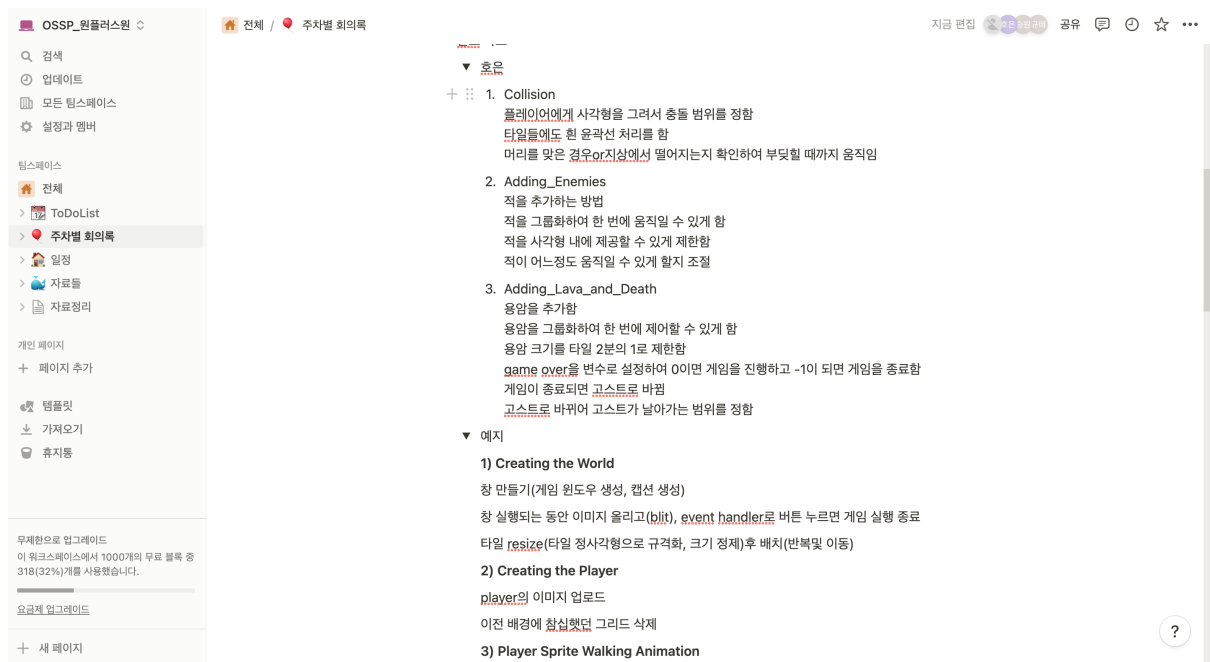 OSSP_원플러스원
검색
업데이트
모든 팀스페이스
설정과 멤버
팀스페이스
전체
ToDoList
주차별 회의록
일정
자료들
자료정리
개인 페이지
페이지 추가
템플릿
가져오기
휴지통
무제한으로 업그레이드
이 워크스페이스에서 1000개의 무료 블록 중
318(32%)개를 사용했습니다.
요금제 업그레이드
새 페이지
전체 / 주차별 회의록
지금 편집
공유
호은
1. Collision
플레이어에게 사각형을 그려서 충돌 범위를 정함
타일들에도 흰 윤곽선 처리를 함
머리를 맞은 경우or지상에서 떨어지는지 확인하여 부딪힐 때까지 움직임
2. Adding_Enemies
적을 추가하는 방법
적을 그룹화하여 한 번에 움직일 수 있게 함
적을 사각형 내에 제공할 수 있게 제한함
적이 어느정도 움직일 수 있게 할지 조절
3. Adding_Lava_and_Death
용암을 추가함
용암을 그룹화하여 한 번에 제어할 수 있게 함
용암 크기를 타일 2분의 1로 제한함
game over을 변수로 설정하여 0이면 게임을 진행하고 -1이 되면 게임을 종료함
게임이 종료되면 고스트로 바뀜
고스트로 바뀌어 고스트가 날아가는 범위를 정함
예지
1) Creating the World
창 만들기(게임 윈도우 생성, 캡션 생성)
창 실행되는 동안 이미지 올리고(blit), event handler로 버튼 누르면 게임 실행 종료
타일 resize(타일 정사각형으로 규격화, 크기 정제)후 배치(반복및 이동)
2) Creating the Player
player의 이미지 업로드
이전 배경에 참십햇던 그리드 삭제
3) Player Sprite Walking Animation
?